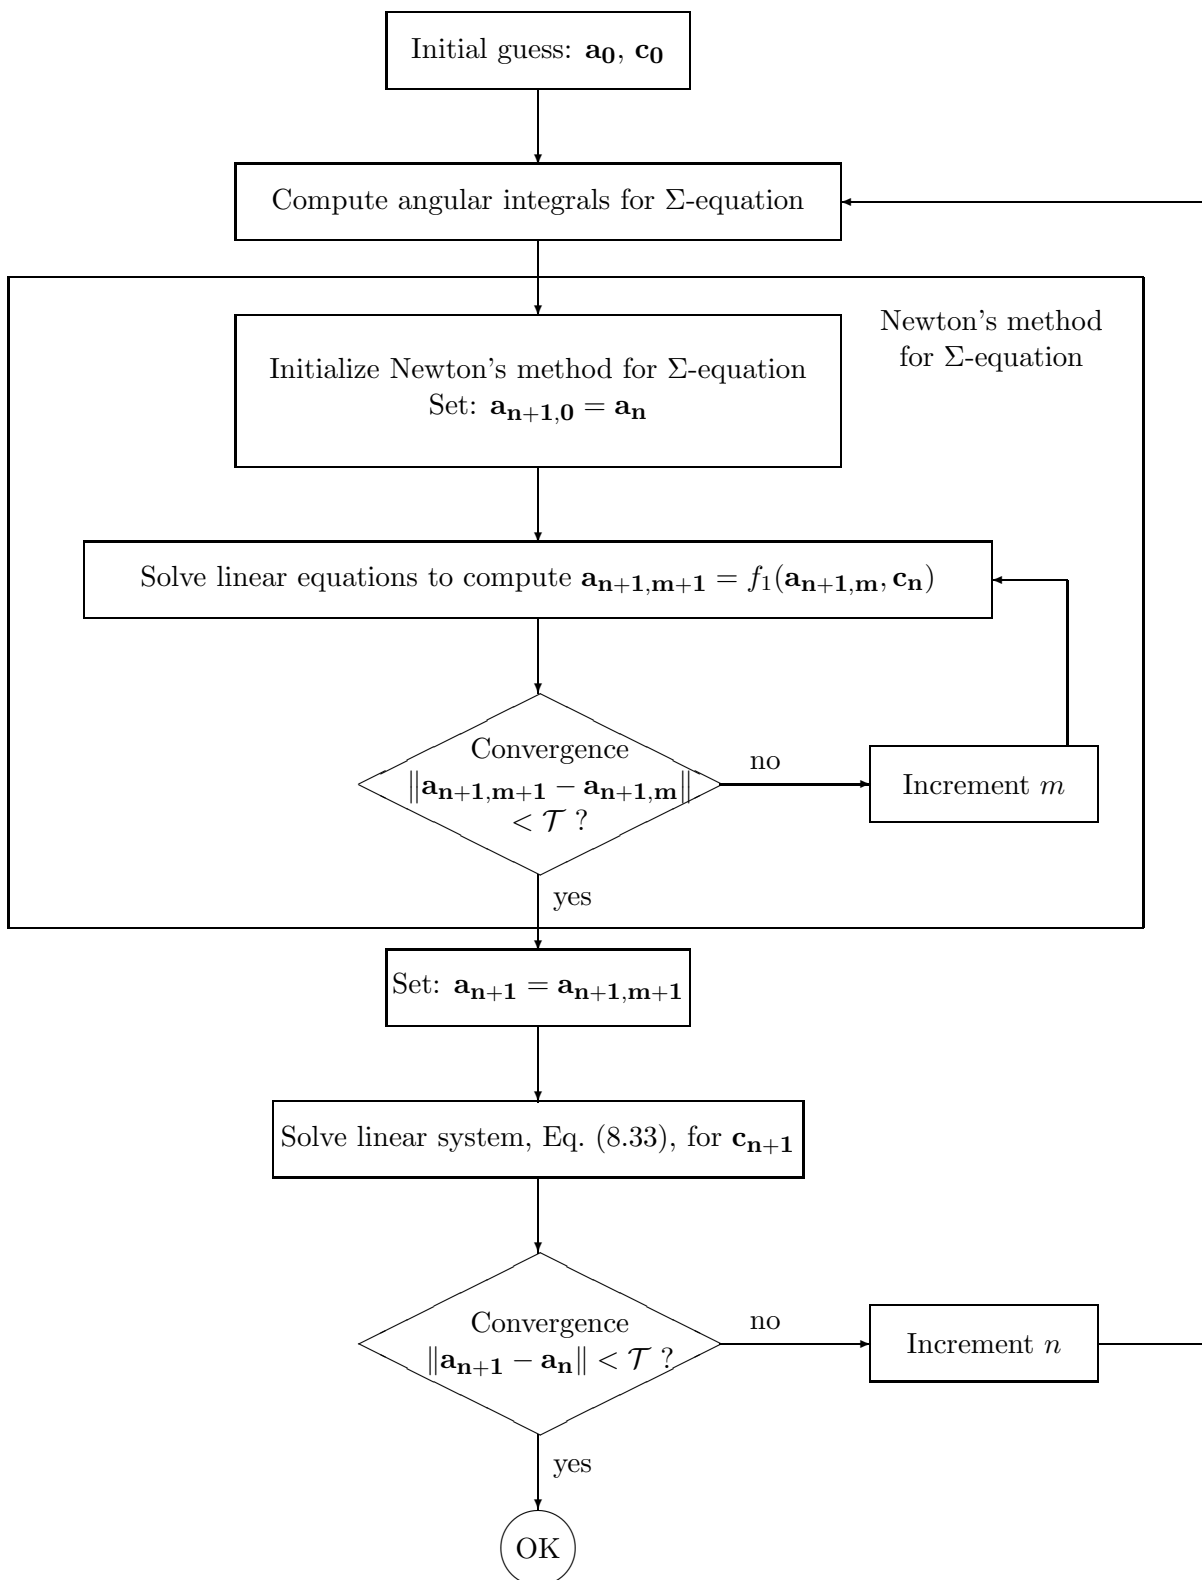 Initial guess: a₀, c₀
Compute angular integrals for Σ-equation
Newton's method
for Σ-equation
Initialize Newton's method for Σ-equation
Set: aₙ₊₁,₀ = aₙ
Solve linear equations to compute aₙ₊₁,ₘ₊₁ = f₁(aₙ₊₁,ₘ, cₙ)
Convergence
‖aₙ₊₁,ₘ₊₁ − aₙ₊₁,ₘ‖
< 𝒯 ?
no
Increment m
yes
Set: aₙ₊₁ = aₙ₊₁,ₘ₊₁
Solve linear system, Eq. (8.33), for cₙ₊₁
Convergence
‖aₙ₊₁ − aₙ‖ < 𝒯 ?
no
Increment n
yes
OK